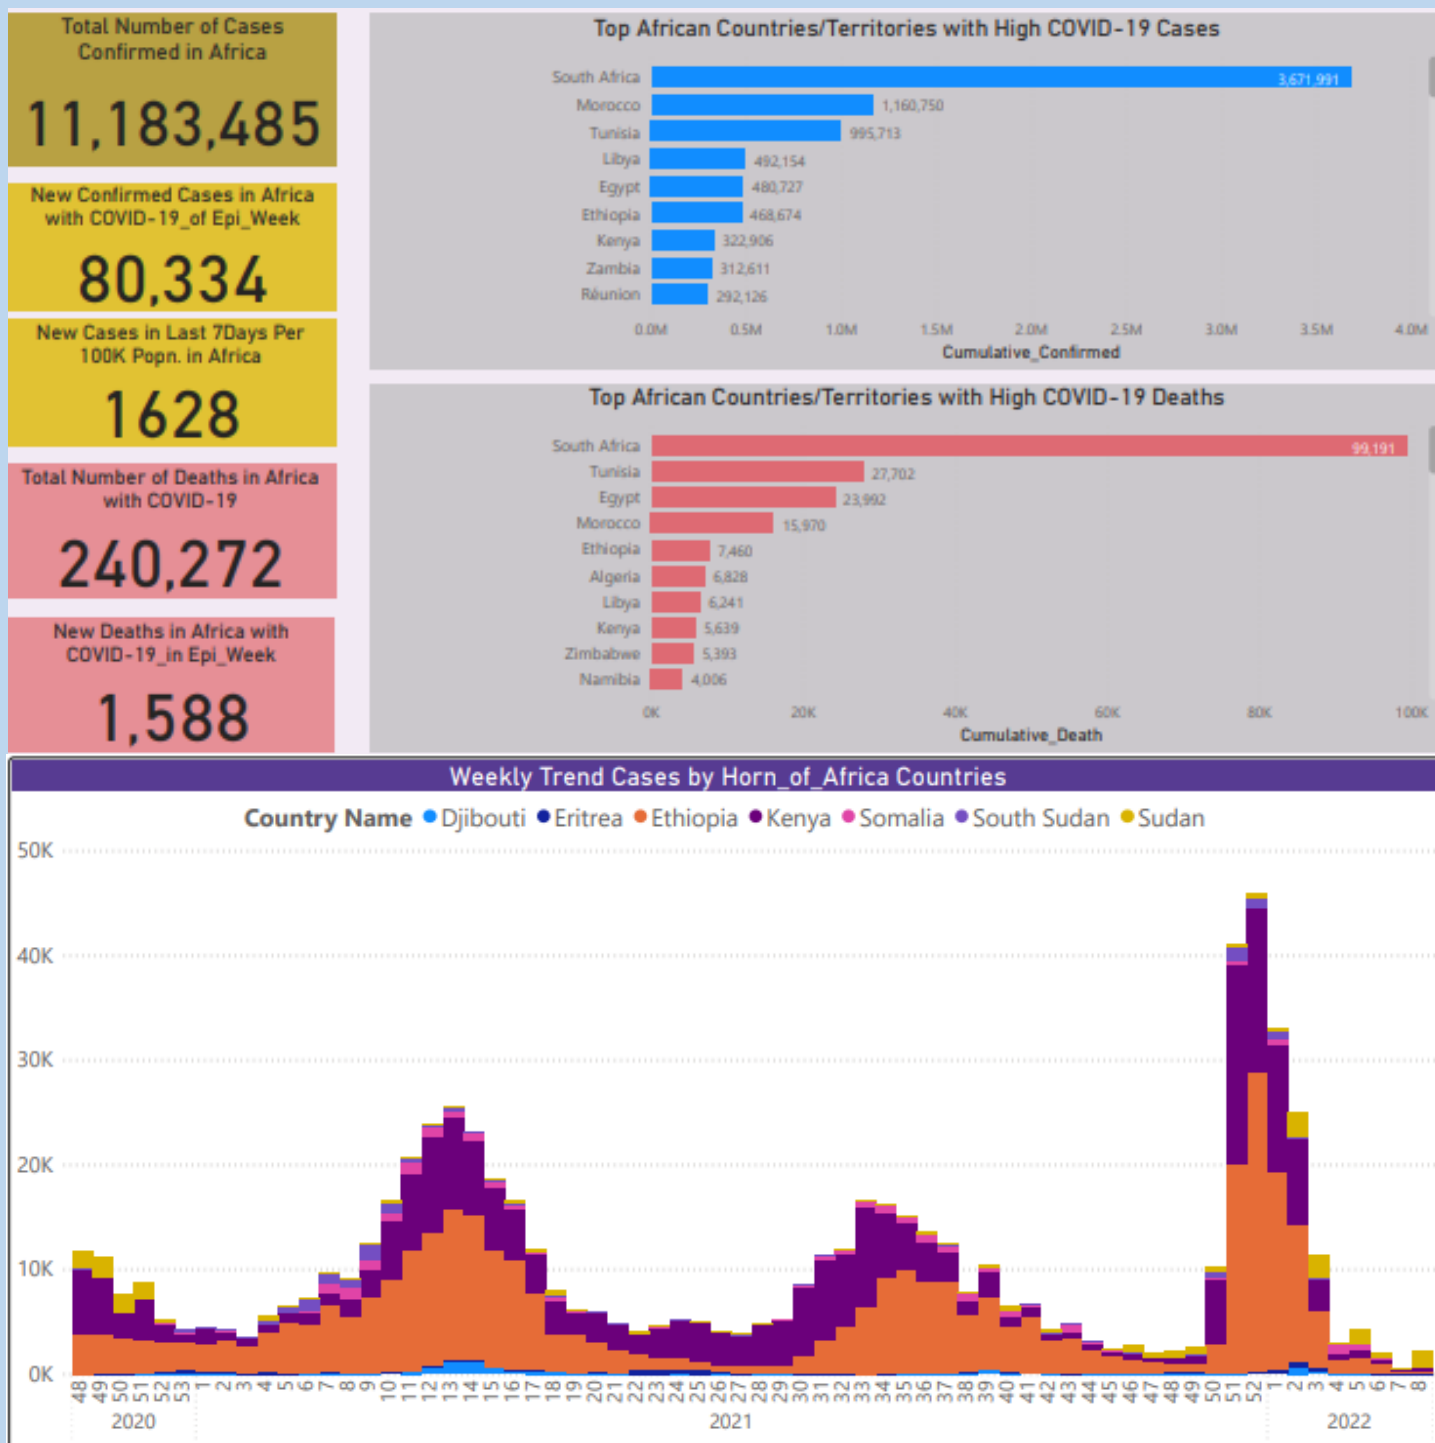 Total Number of Cases
Confirmed in Africa
11,183,485
New Confirmed Cases in Africa
with COVID-19_of Epi_Week
80,334
New Cases in Last 7Days Per
100K Popn. in Africa
1628
Total Number of Deaths in Africa
with COVID-19
240,272
New Deaths in Africa with
COVID-19_in Epi_Week
1,588
Top African Countries/Territories with High COVID-19 Cases
South Africa 3,671,991
Morocco 1,160,750
Tunisia 995,713
Libya 492,154
Egypt 480,727
Ethiopia 468,674
Kenya 322,906
Zambia 312,611
Réunion 292,126
0.0M 0.5M 1.0M 1.5M 2.0M 2.5M 3.0M 3.5M 4.0M
Cumulative_Confirmed
Top African Countries/Territories with High COVID-19 Deaths
South Africa 99,191
Tunisia 27,702
Egypt 23,992
Morocco 15,970
Ethiopia 7,460
Algeria 6,828
Libya 6,241
Kenya 5,639
Zimbabwe 5,393
Namibia 4,006
0K 20K 40K 60K 80K 100K
Cumulative_Death
Weekly Trend Cases by Horn_of_Africa Countries
Country Name Djibouti Eritrea Ethiopia Kenya Somalia South Sudan Sudan
50K
40K
30K
20K
10K
0K
48 49 50 51 52 53 1 2 3 4 5 6 7 8 9 10 11 12 13 14 15 16 17 18 19 20 21 22 23 24 25 26 27 28 29 30 31 32 33 34 35 36 37 38 39 40 41 42 43 44 45 46 47 48 49 50 51 52 1 2 3 4 5 6 7 8
2020 2021 2022